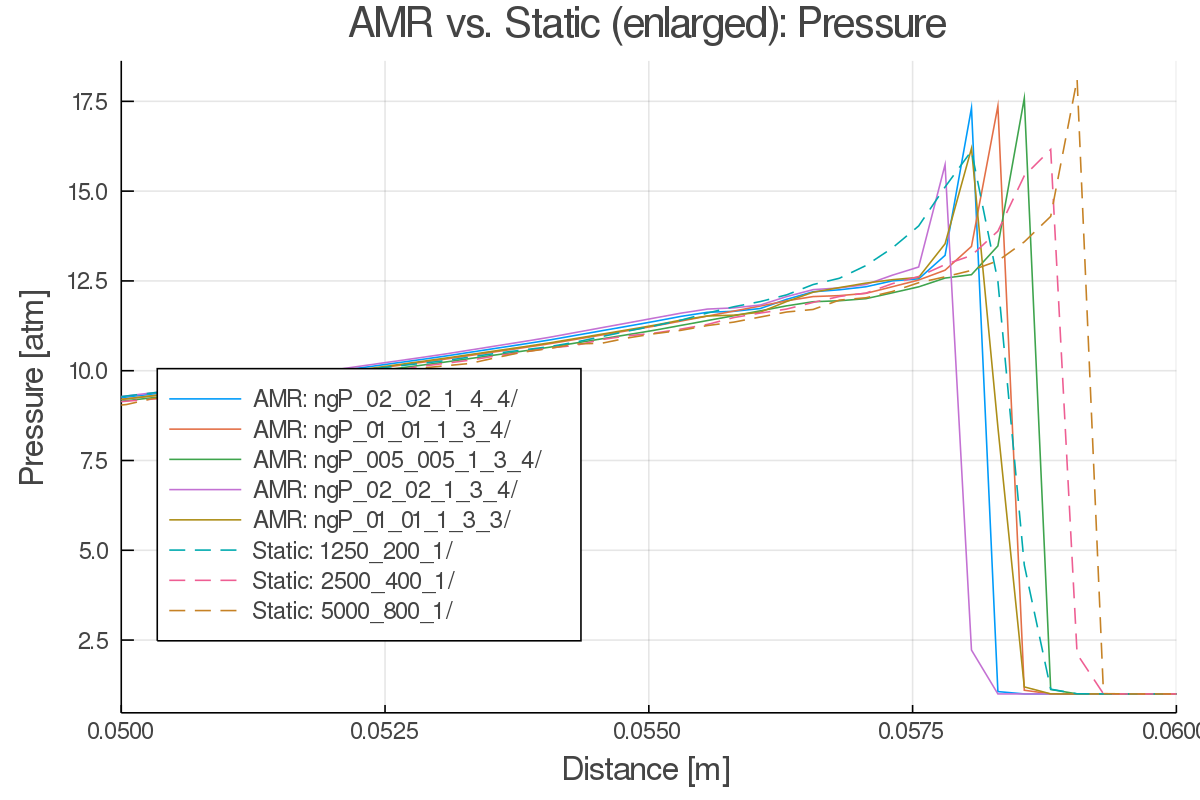 AMR vs. Static (enlarged): Pressure
17.5
15.0
12.5
10.0
7.5
5.0
2.5
Pressure [atm]
AMR: ngP_02_02_1_4_4/
AMR: ngP_01_01_1_3_4/
AMR: ngP_005_005_1_3_4/
AMR: ngP_02_02_1_3_4/
AMR: ngP_01_01_1_3_3/
Static: 1250_200_1/
Static: 2500_400_1/
Static: 5000_800_1/
0.0500 0.0525 0.0550 0.0575 0.0600
Distance [m]